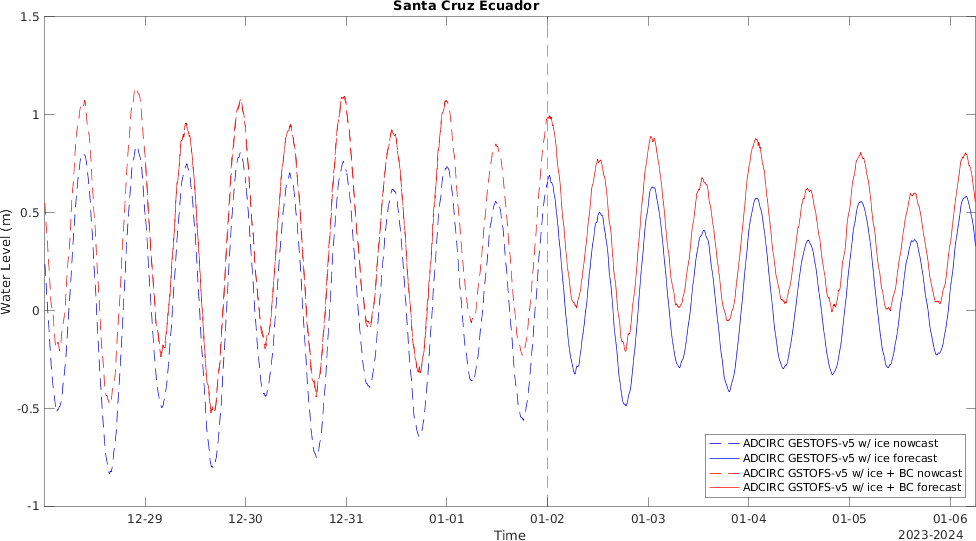 Santa Cruz Ecuador
1.5
1
0.5
0
-0.5
-1
Water Level (m)
12-29 12-30 12-31 01-01 01-02 01-03 01-04 01-05 01-06
Time
2023-2024
ADCIRC GESTOFS-v5 w/ ice nowcast
ADCIRC GESTOFS-v5 w/ ice forecast
ADCIRC GSTOFS-v5 w/ ice + BC nowcast
ADCIRC GSTOFS-v5 w/ ice + BC forecast